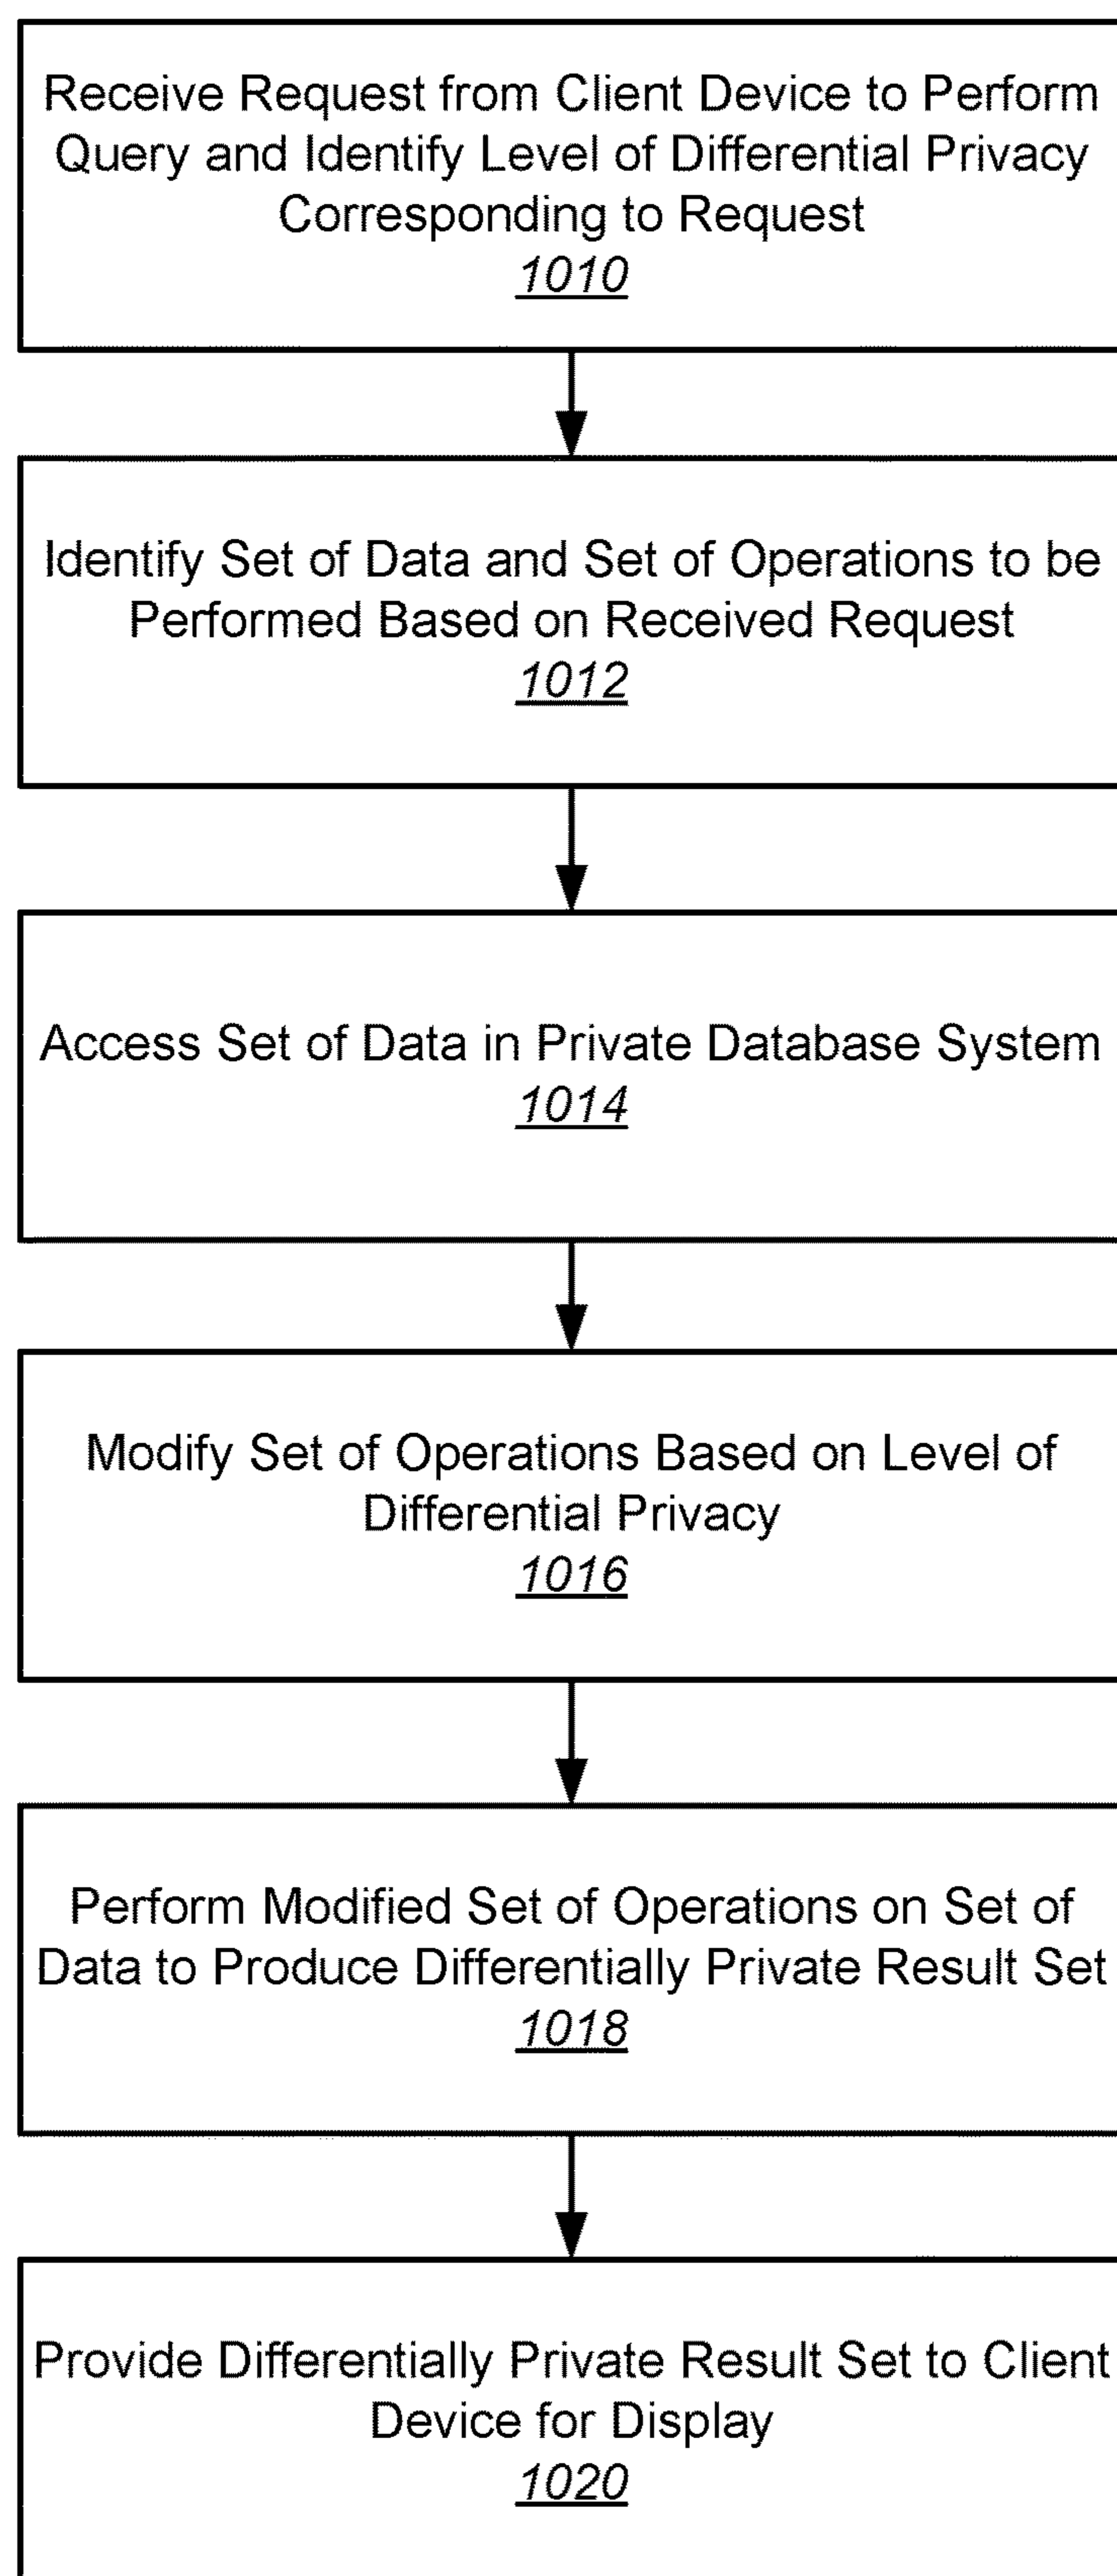 Receive Request from Client Device to Perform
Query and Identify Level of Differential Privacy
Corresponding to Request
1010
Identify Set of Data and Set of Operations to be
Performed Based on Received Request
1012
Access Set of Data in Private Database System
1014
Modify Set of Operations Based on Level of
Differential Privacy
1016
Perform Modified Set of Operations on Set of
Data to Produce Differentially Private Result Set
1018
Provide Differentially Private Result Set to Client
Device for Display
1020